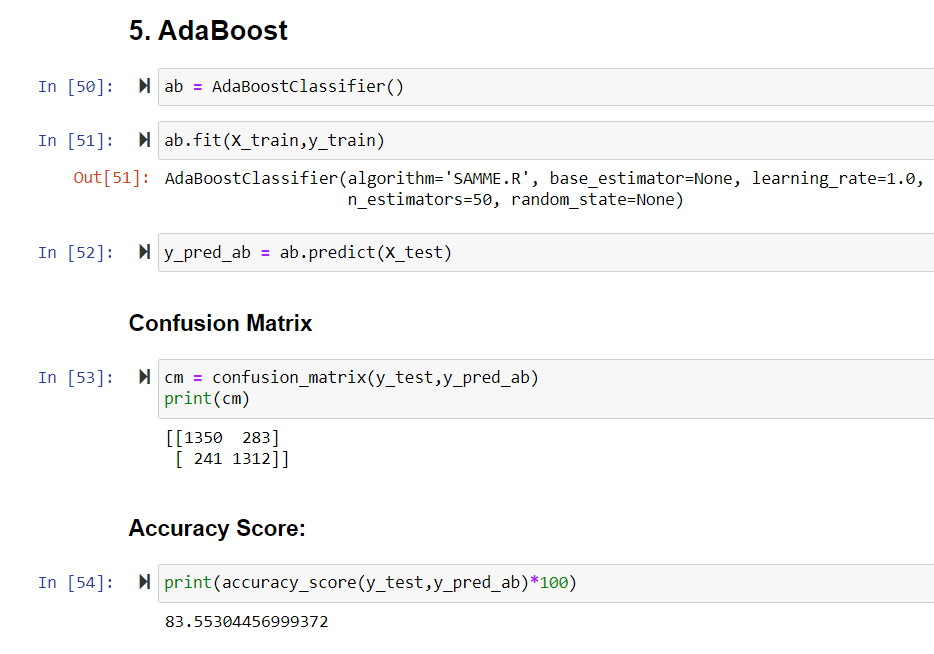 5. AdaBoost
In [50]: ab = AdaBoostClassifier()
In [51]: ab.fit(X_train,y_train)
Out[51]: AdaBoostClassifier(algorithm='SAMME.R', base_estimator=None, learning_rate=1.0,
n_estimators=50, random_state=None)
In [52]: y_pred_ab = ab.predict(X_test)
Confusion Matrix
In [53]: cm = confusion_matrix(y_test,y_pred_ab)
print(cm)
[[1350  283]
[ 241 1312]]
Accuracy Score:
In [54]: print(accuracy_score(y_test,y_pred_ab)*100)
83.55304456999372